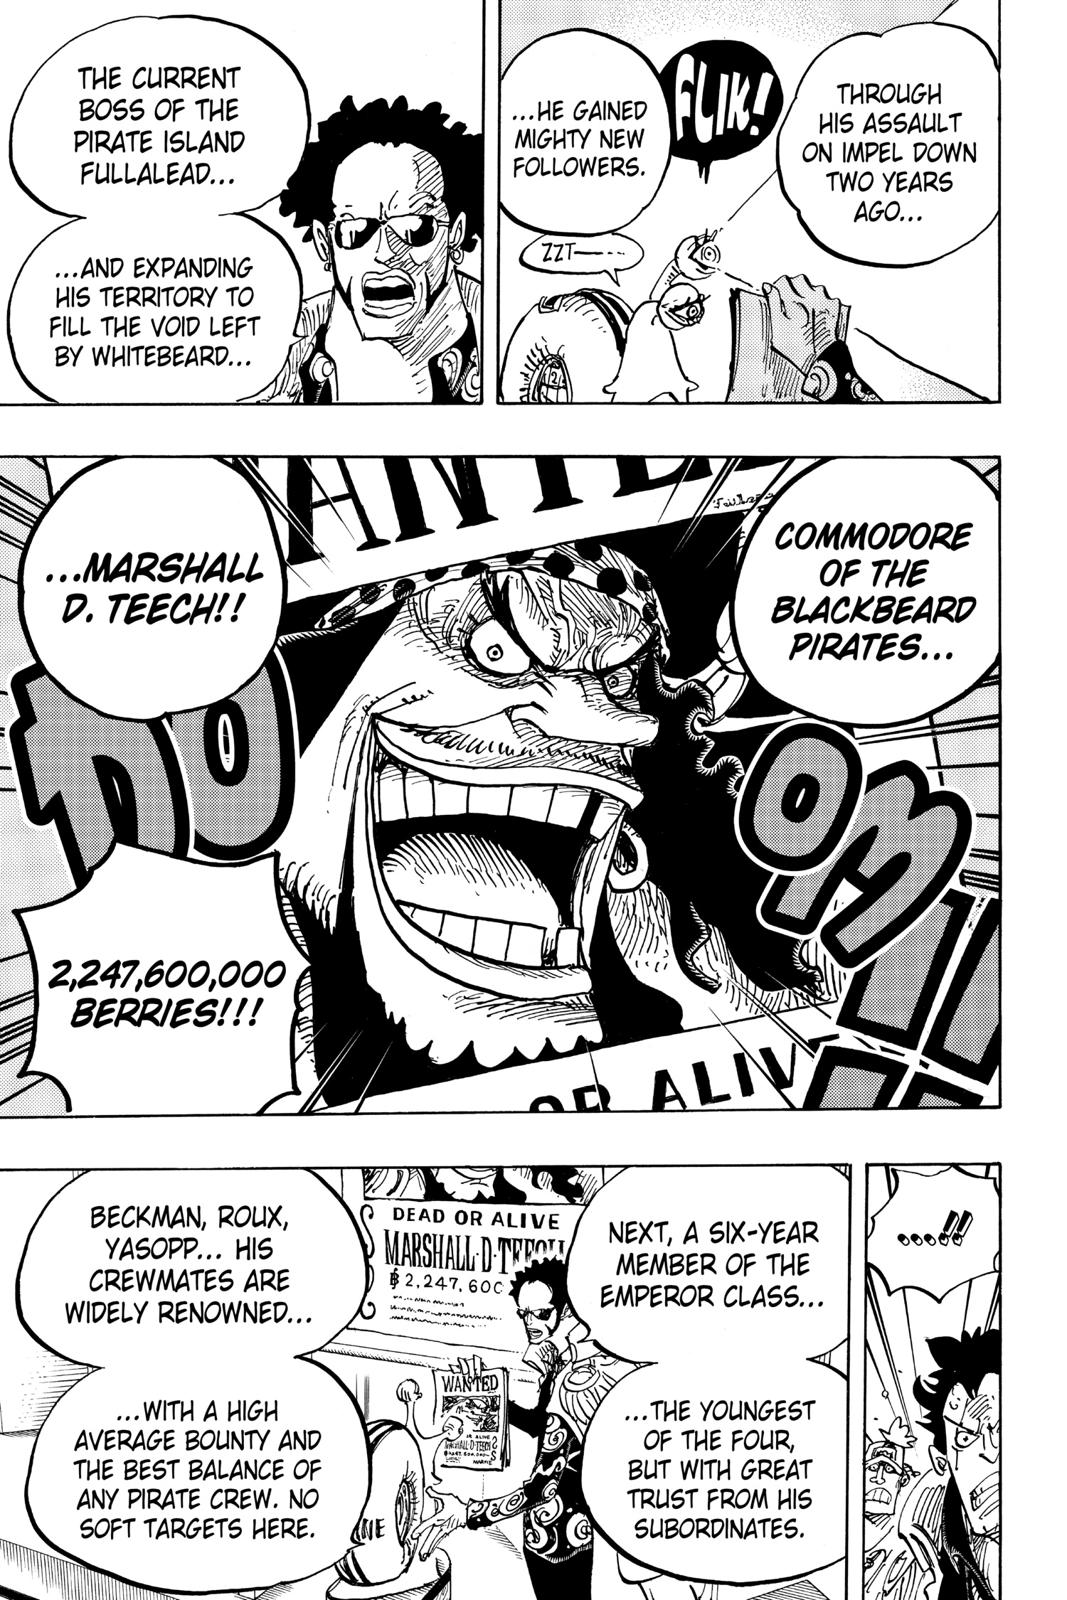 THROUGH
HIS ASSAULT
ON IMPEL DOWN
TWO YEARS
AGO...
FLIK!
...HE GAINED
MIGHTY NEW
FOLLOWERS.
ZZT
THE CURRENT
BOSS OF THE
PIRATE ISLAND
FULLALEAD...
...AND EXPANDING
HIS TERRITORY TO
FILL THE VOID LEFT
BY WHITEBEARD...
COMMODORE
OF THE
BLACKBEARD
PIRATES...
...MARSHALL
D. TEECH!!
2,247,600,000
BERRIES!!!
OR ALIV
...!!
NEXT, A SIX-YEAR
MEMBER OF THE
EMPEROR CLASS...
...THE YOUNGEST
OF THE FOUR,
BUT WITH GREAT
TRUST FROM HIS
SUBORDINATES.
DEAD OR ALIVE
MARSHALL·D·TEECH
฿2,247,600
WANTED
BECKMAN, ROUX,
YASOPP... HIS
CREWMATES ARE
WIDELY RENOWNED...
...WITH A HIGH
AVERAGE BOUNTY AND
THE BEST BALANCE OF
ANY PIRATE CREW. NO
SOFT TARGETS HERE.